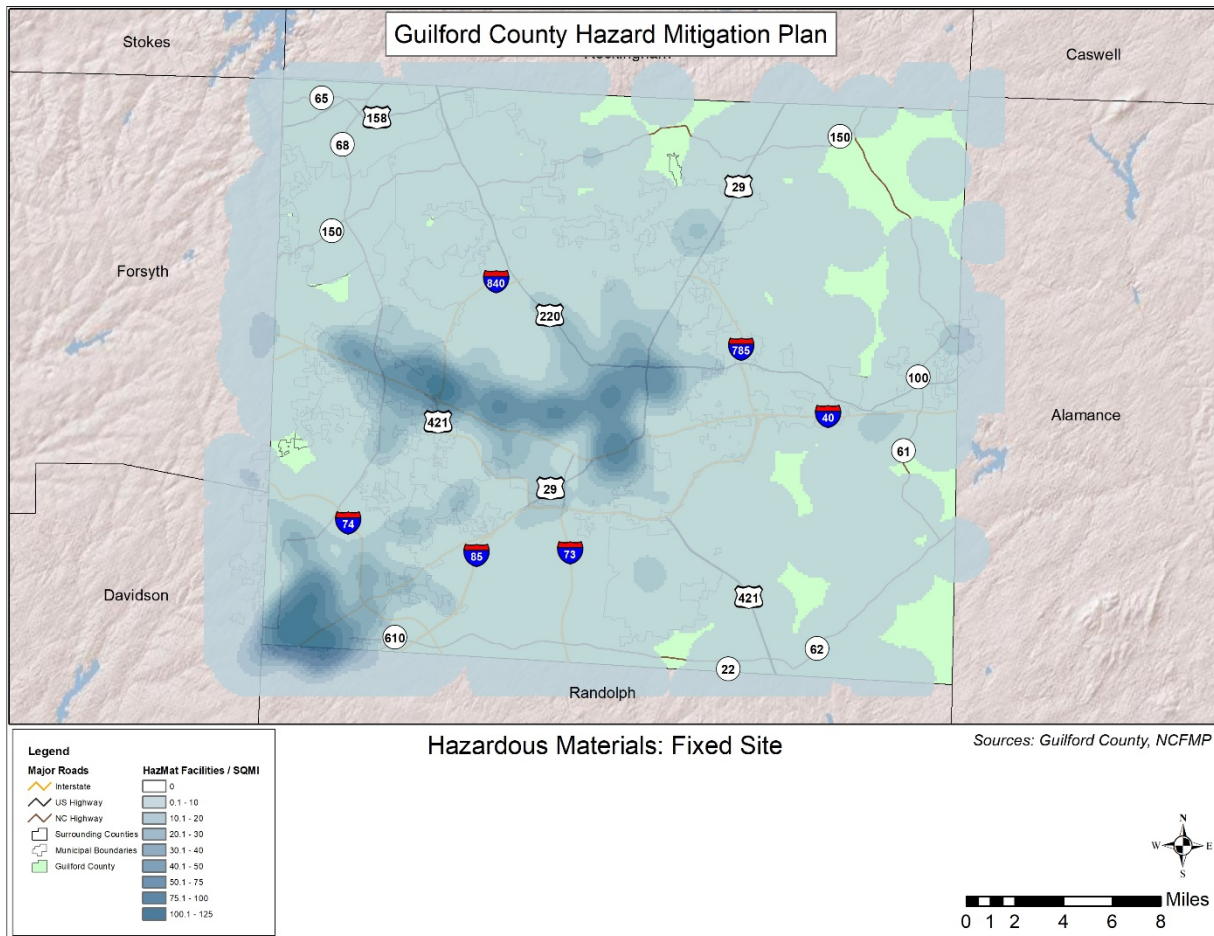 Guilford County Hazard Mitigation Plan
Stokes
Caswell
65
158
68
150
29
150
Forsyth
840
220
785
100
421
40
Alamance
61
29
74
85
73
Davidson
421
610
62
22
Randolph
Hazardous Materials: Fixed Site
Sources: Guilford County, NCFMP
Legend
Major Roads
Interstate
US Highway
NC Highway
Surrounding Counties
Municipal Boundaries
Guilford County
HazMat Facilities / SQMI
0
0.1 - 10
10.1 - 20
20.1 - 30
30.1 - 40
40.1 - 50
50.1 - 75
75.1 - 100
100.1 - 125
N
W
E
S
Miles
0 1 2 4 6 8